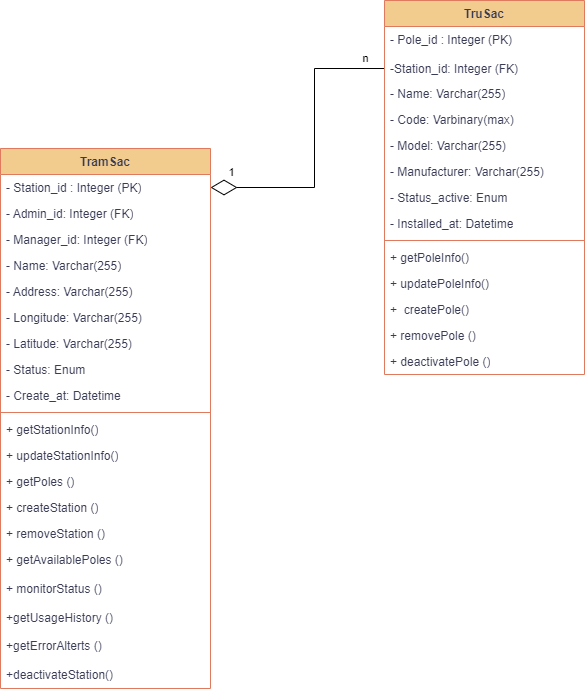 TruSac
- Pole_id : Integer (PK)
-Station_id: Integer (FK)
- Name: Varchar(255)
- Code: Varbinary(max)
- Model: Varchar(255)
- Manufacturer: Varchar(255)
- Status_active: Enum
- Installed_at: Datetime
+ getPoleInfo()
+ updatePoleInfo()
+  createPole()
+ removePole ()
+ deactivatePole ()
n
1
TramSac
- Station_id : Integer (PK)
- Admin_id: Integer (FK)
- Manager_id: Integer (FK)
- Name: Varchar(255)
- Address: Varchar(255)
- Longitude: Varchar(255)
- Latitude: Varchar(255)
- Status: Enum
- Create_at: Datetime
+ getStationInfo()
+ updateStationInfo()
+ getPoles ()
+ createStation ()
+ removeStation ()
+ getAvailablePoles ()
+ monitorStatus ()
+getUsageHistory ()
+getErrorAlterts ()
+deactivateStation()